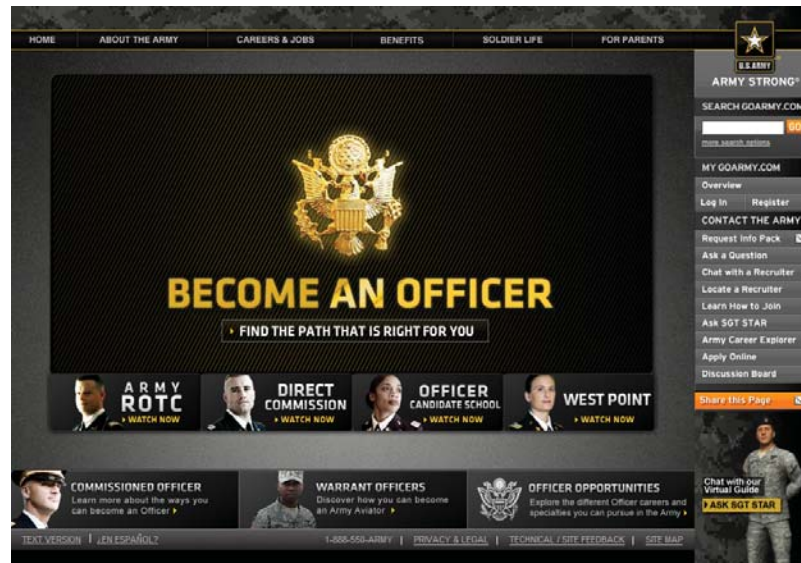 HOME ABOUT THE ARMY CAREERS & JOBS BENEFITS SOLDIER LIFE FOR PARENTS
U.S.ARMY
ARMY STRONG®
SEARCH GOARMY.COM
GO
more search options
MY GOARMY.COM
Overview
Log In Register
CONTACT THE ARMY
Request Info Pack
Ask a Question
Chat with a Recruiter
Locate a Recruiter
Learn How to Join
Ask SGT STAR
Army Career Explorer
Apply Online
Discussion Board
Share this Page
Chat with our
Virtual Guide
ASK SGT STAR
BECOME AN OFFICER
FIND THE PATH THAT IS RIGHT FOR YOU
ARMY
ROTC
WATCH NOW
DIRECT
COMMISSION
WATCH NOW
OFFICER
CANDIDATE SCHOOL
WATCH NOW
WEST POINT
WATCH NOW
COMMISSIONED OFFICER
Learn more about the ways you
can become an Officer
WARRANT OFFICERS
Discover how you can become
an Army Aviator
OFFICER OPPORTUNITIES
Explore the different Officer careers and
specialties you can pursue in the Army
TEXT VERSION | ¿EN ESPAÑOL? 1-888-550-ARMY | PRIVACY & LEGAL | TECHNICAL / SITE FEEDBACK | SITE MAP